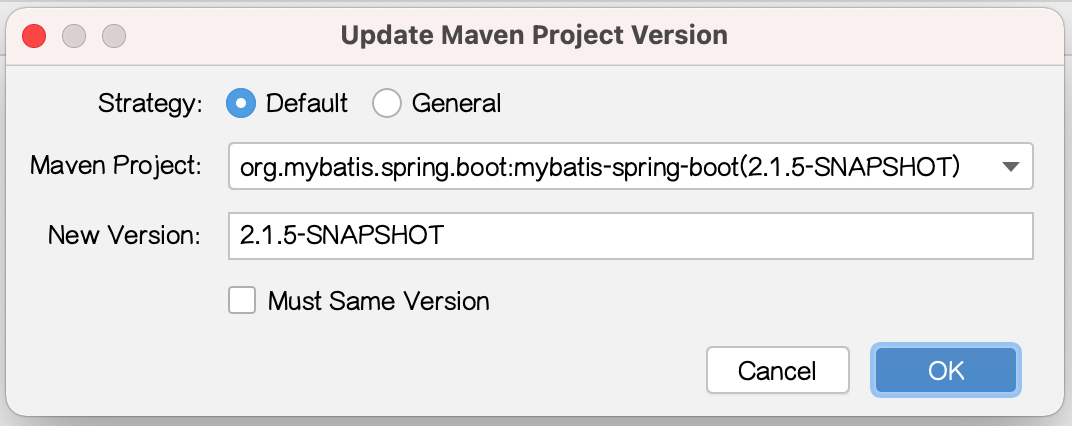 Update Maven Project Version
Strategy: Default General
Maven Project: org.mybatis.spring.boot:mybatis-spring-boot(2.1.5-SNAPSHOT)
New Version: 2.1.5-SNAPSHOT
Must Same Version
Cancel OK